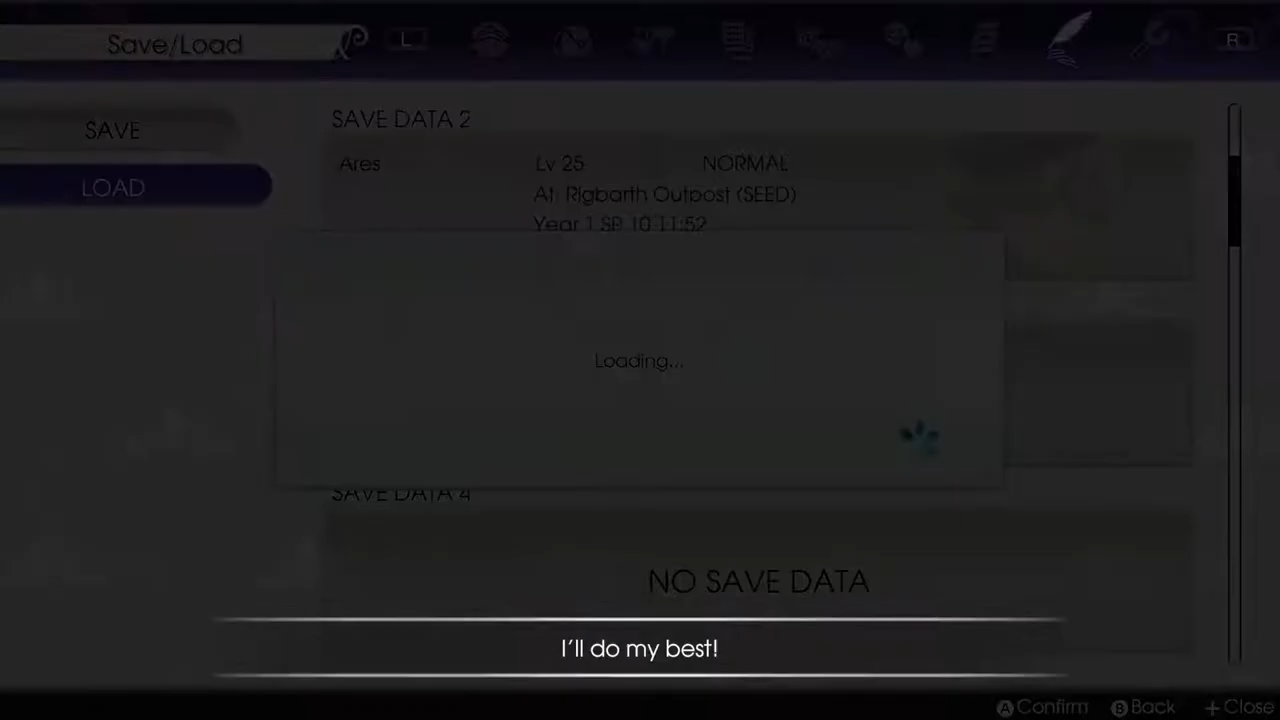 Save/Load
L
R
SAVE
LOAD
SAVE DATA 2
Ares
Lv 25
NORMAL
At: Rigbarth Outpost (SEED)
Year 1 SP 10 11:52
Loading...
SAVE DATA 4
NO SAVE DATA
I'll do my best!
A Confirm B Back + Close